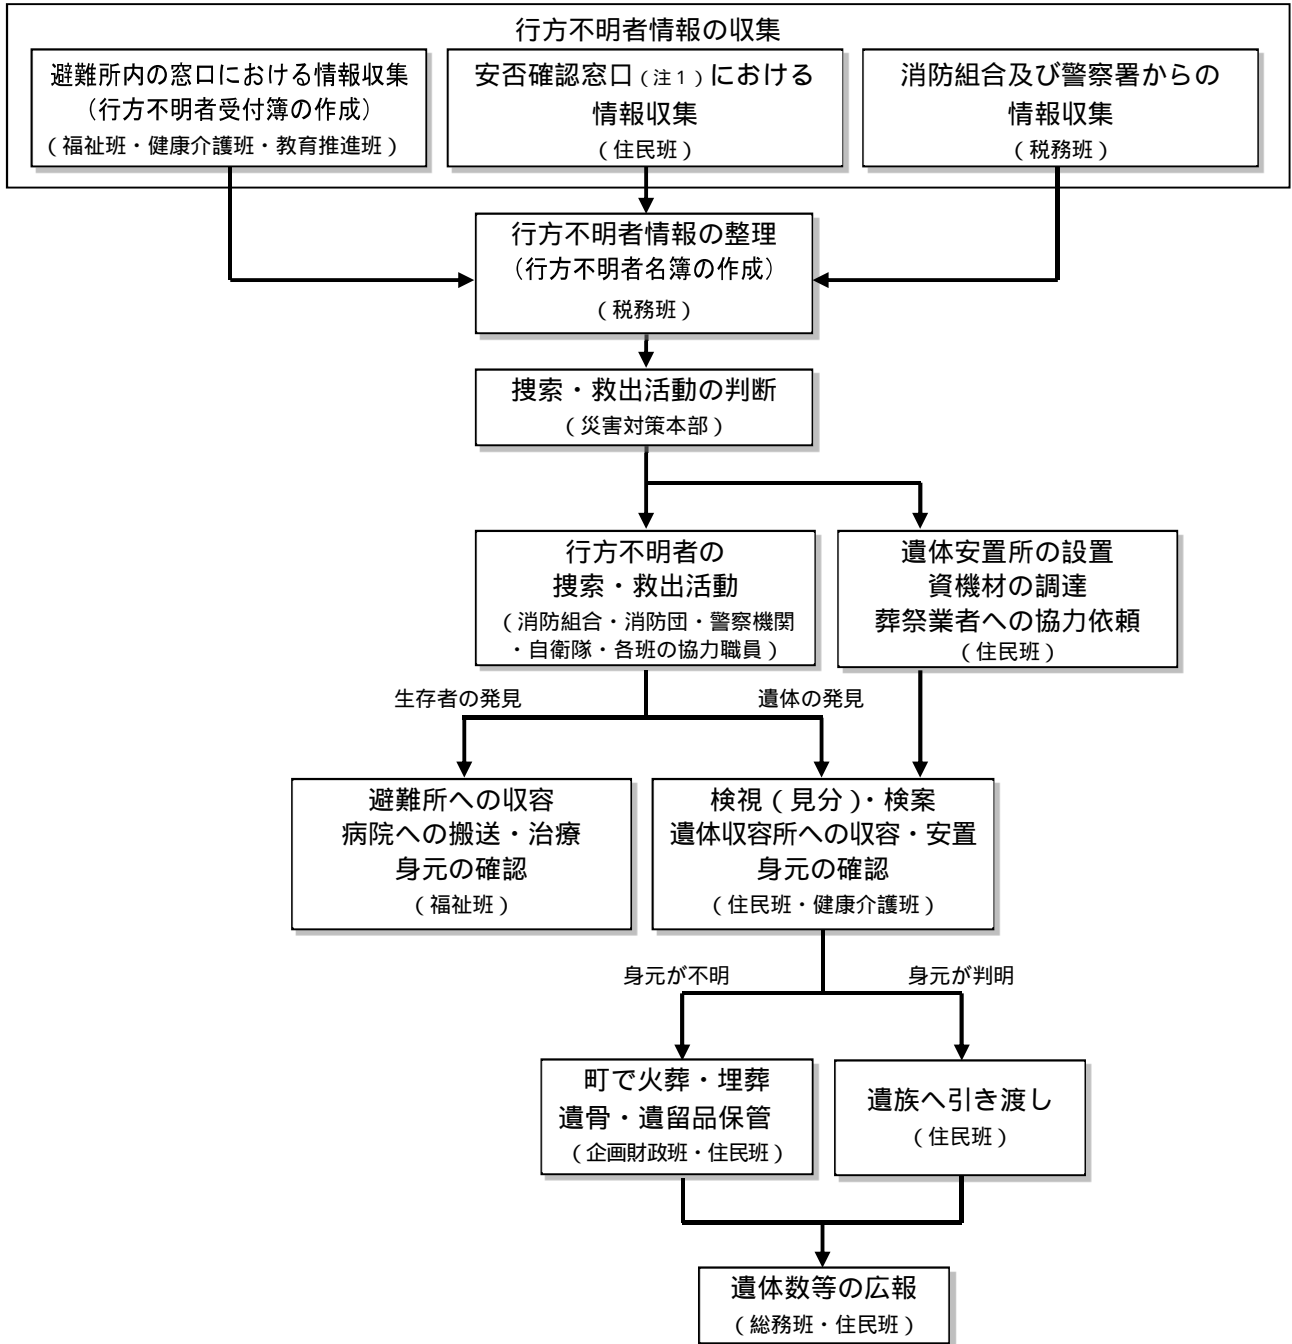 行方不明者情報の収集
避難所内の窓口における情報収集
（行方不明者受付簿の作成）
（福祉班・健康介護班・教育推進班）
安否確認窓口（注１）における
情報収集
（住民班）
消防組合及び警察署からの
情報収集
（税務班）
行方不明者情報の整理
（行方不明者名簿の作成）
（税務班）
捜索・救出活動の判断
（災害対策本部）
行方不明者の
捜索・救出活動
（消防組合・消防団・警察機関
・自衛隊・各班の協力職員）
遺体安置所の設置
資機材の調達
葬祭業者への協力依頼
（住民班）
生存者の発見
遺体の発見
避難所への収容
病院への搬送・治療
身元の確認
（福祉班）
検視（見分）・検案
遺体収容所への収容・安置
身元の確認
（住民班・健康介護班）
身元が不明
身元が判明
町で火葬・埋葬
遺骨・遺留品保管
（企画財政班・住民班）
遺族へ引き渡し
（住民班）
遺体数等の広報
（総務班・住民班）